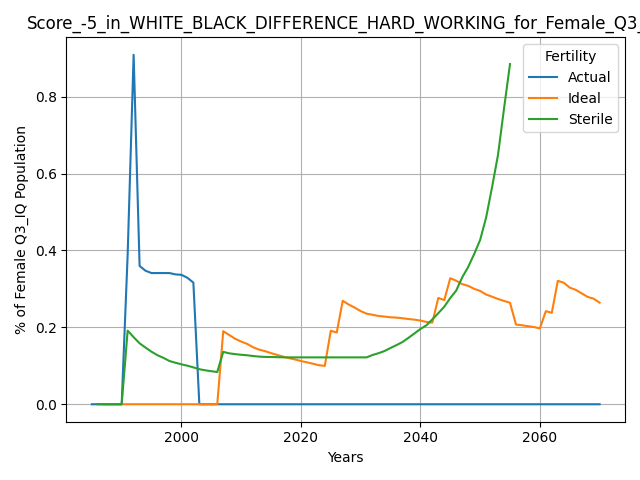 Score_-5_in_WHITE_BLACK_DIFFERENCE_HARD_WORKING_for_Female_Q3_
Fertility
Actual
Ideal
Sterile
% of Female Q3_IQ Population
0.8
0.6
0.4
0.2
0.0
2000 2020 2040 2060
Years